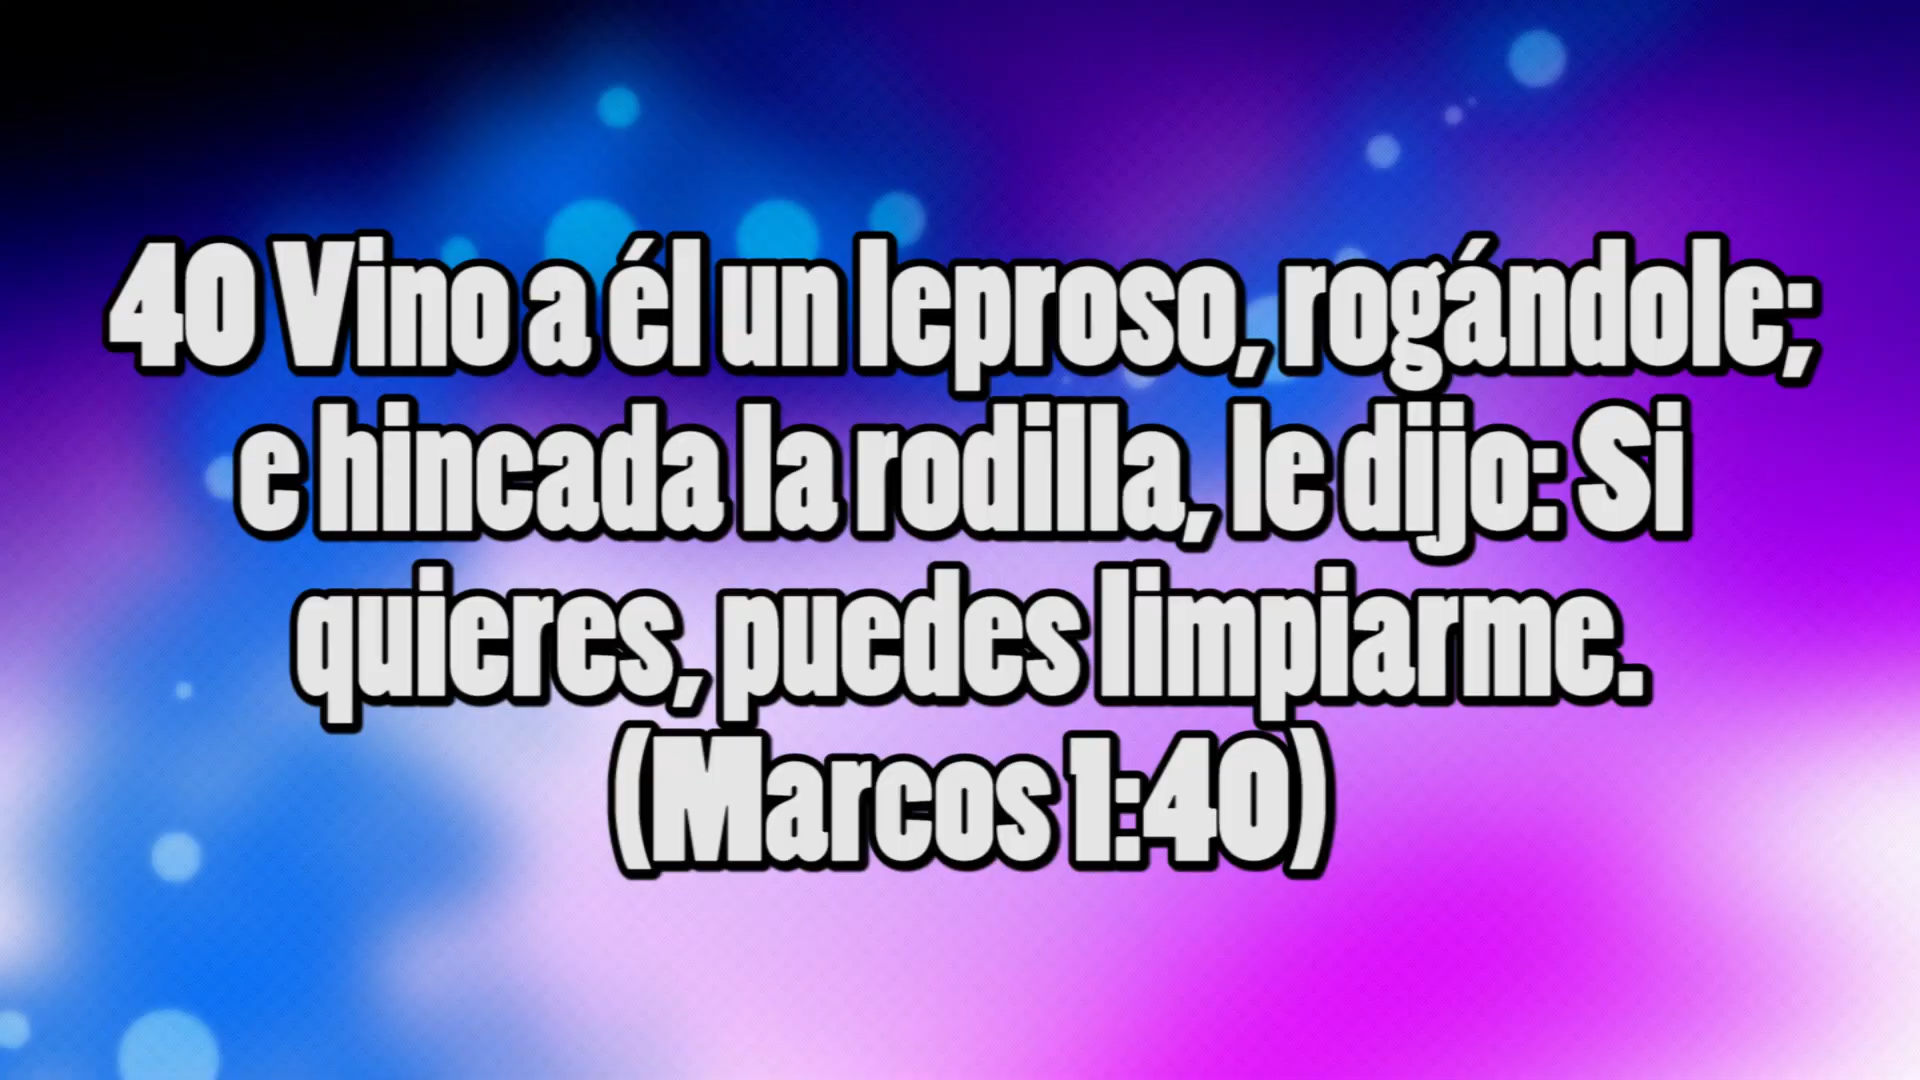 40 Vino a él un leproso, rogándole;
e hincada la rodilla, le dijo: Si
quieres, puedes limpiarme.
(Marcos 1:40)